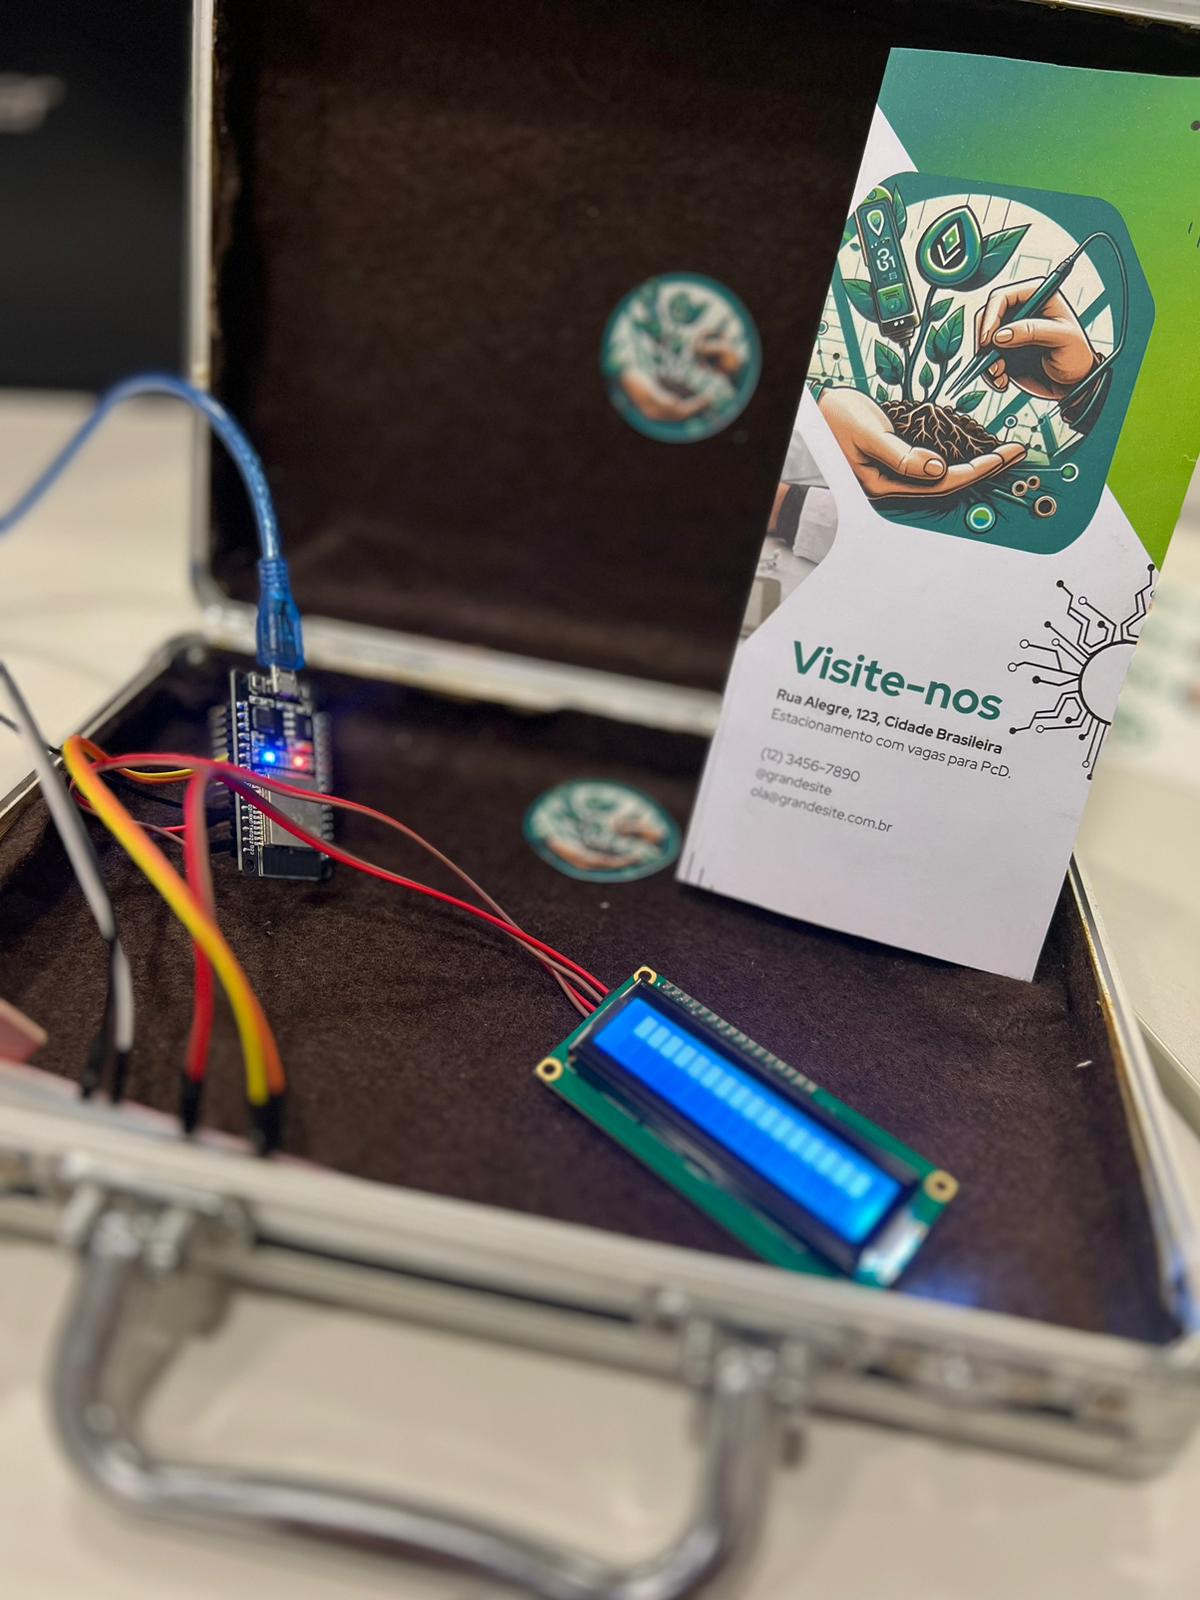 Visite-nos
Rua Alegre, 123, Cidade Brasileira
Estacionamento com vagas para PcD.
(12) 3456-7890
@grandesite
ola@grandesite.com.br